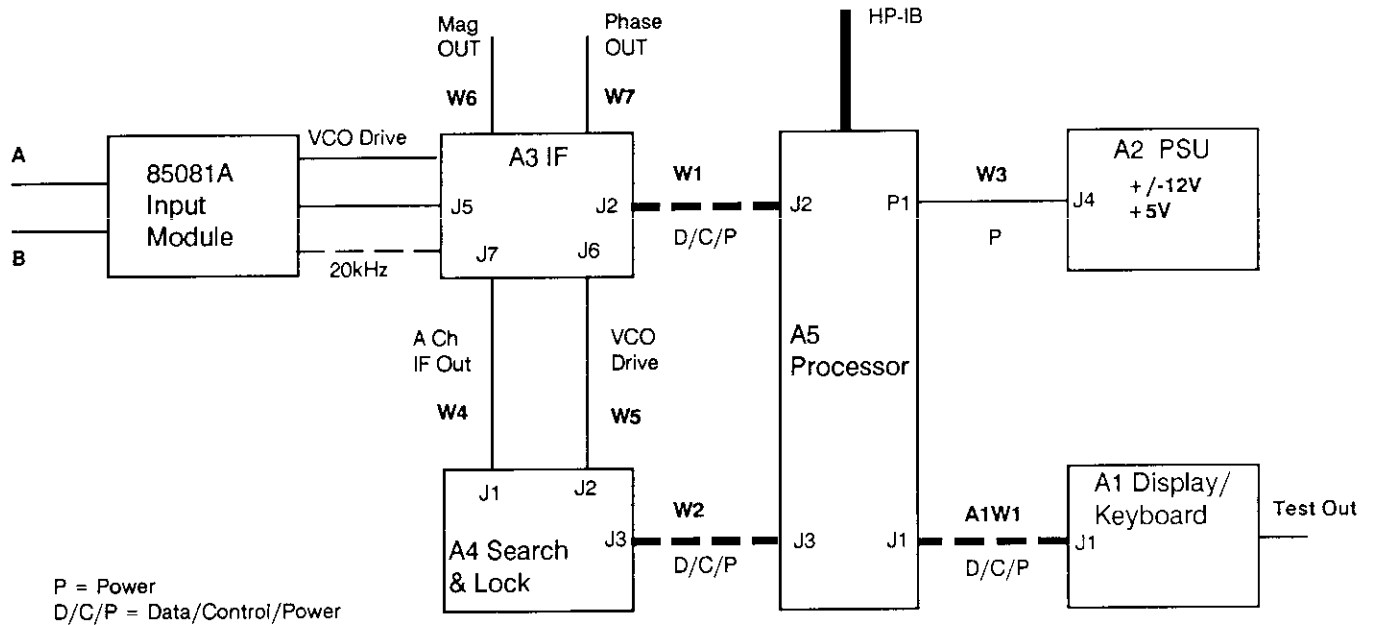 Mag
OUT
Phase
OUT
HP-IB
W6
W7
A
B
85081A
Input
Module
VCO Drive
20kHz
A3 IF
J5
J2
J7
J6
W1
D/C/P
J2
P1
W3
P
A2 PSU
J4
+/-12V
+5V
A Ch
IF Out
VCO
Drive
W4
W5
A5
Processor
J1
J2
J3
A4 Search
& Lock
W2
D/C/P
J3
J1
A1W1
D/C/P
A1 Display/
Keyboard
J1
Test Out
P = Power
D/C/P = Data/Control/Power